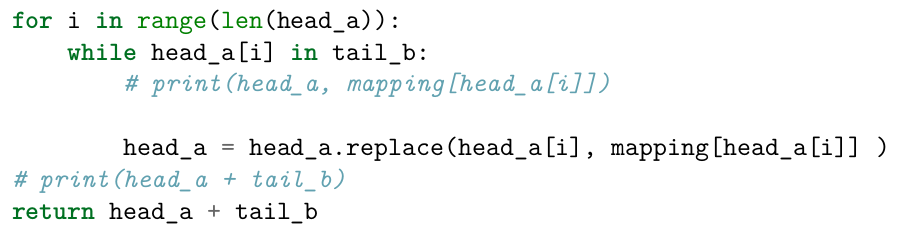 for i in range(len(head_a)):
    while head_a[i] in tail_b:
        # print(head_a, mapping[head_a[i]])

        head_a = head_a.replace(head_a[i], mapping[head_a[i]] )
# print(head_a + tail_b)
return head_a + tail_b